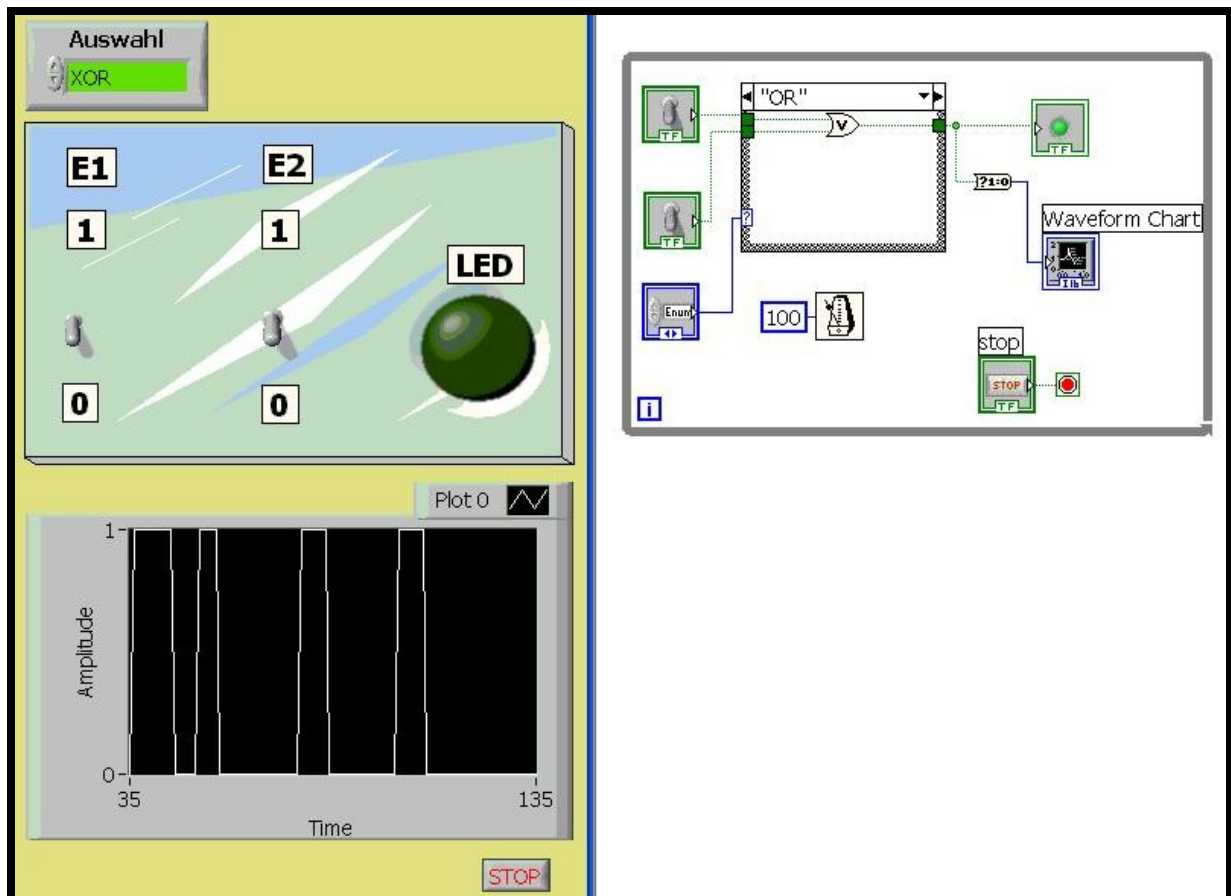 Auswahl
XOR
E1
E2
1
1
LED
0
0
Plot 0
1
Amplitude
0
35
135
Time
STOP
"OR"
TF
V
TF
?1:0
TF
Waveform Chart
TF
?
Enum
100
stop
STOP
TF
i